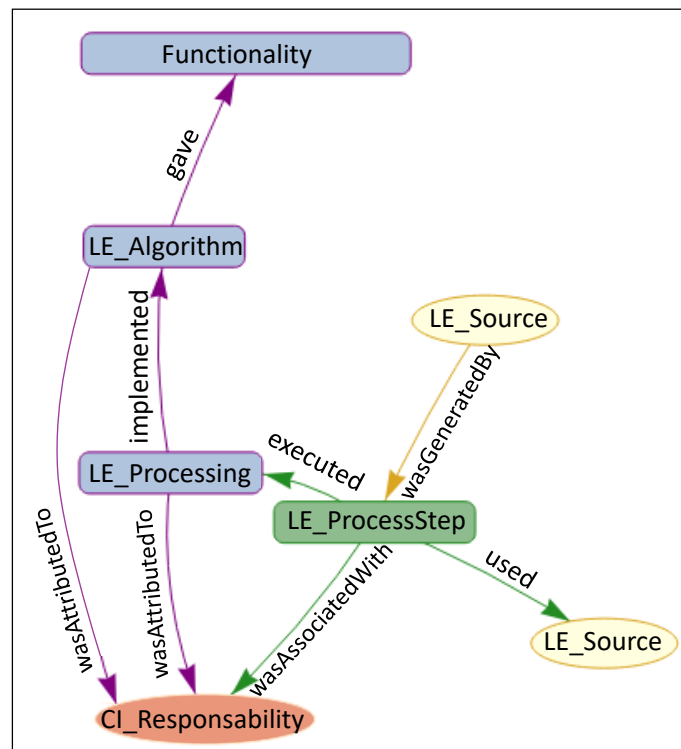 Functionality
gave
LE_Algorithm
implemented
LE_Source
wasGeneratedBy
executed
LE_Processing
LE_ProcessStep
used
wasAttributedTo
wasAttributedTo
wasAssociatedWith
LE_Source
CI_Responsability